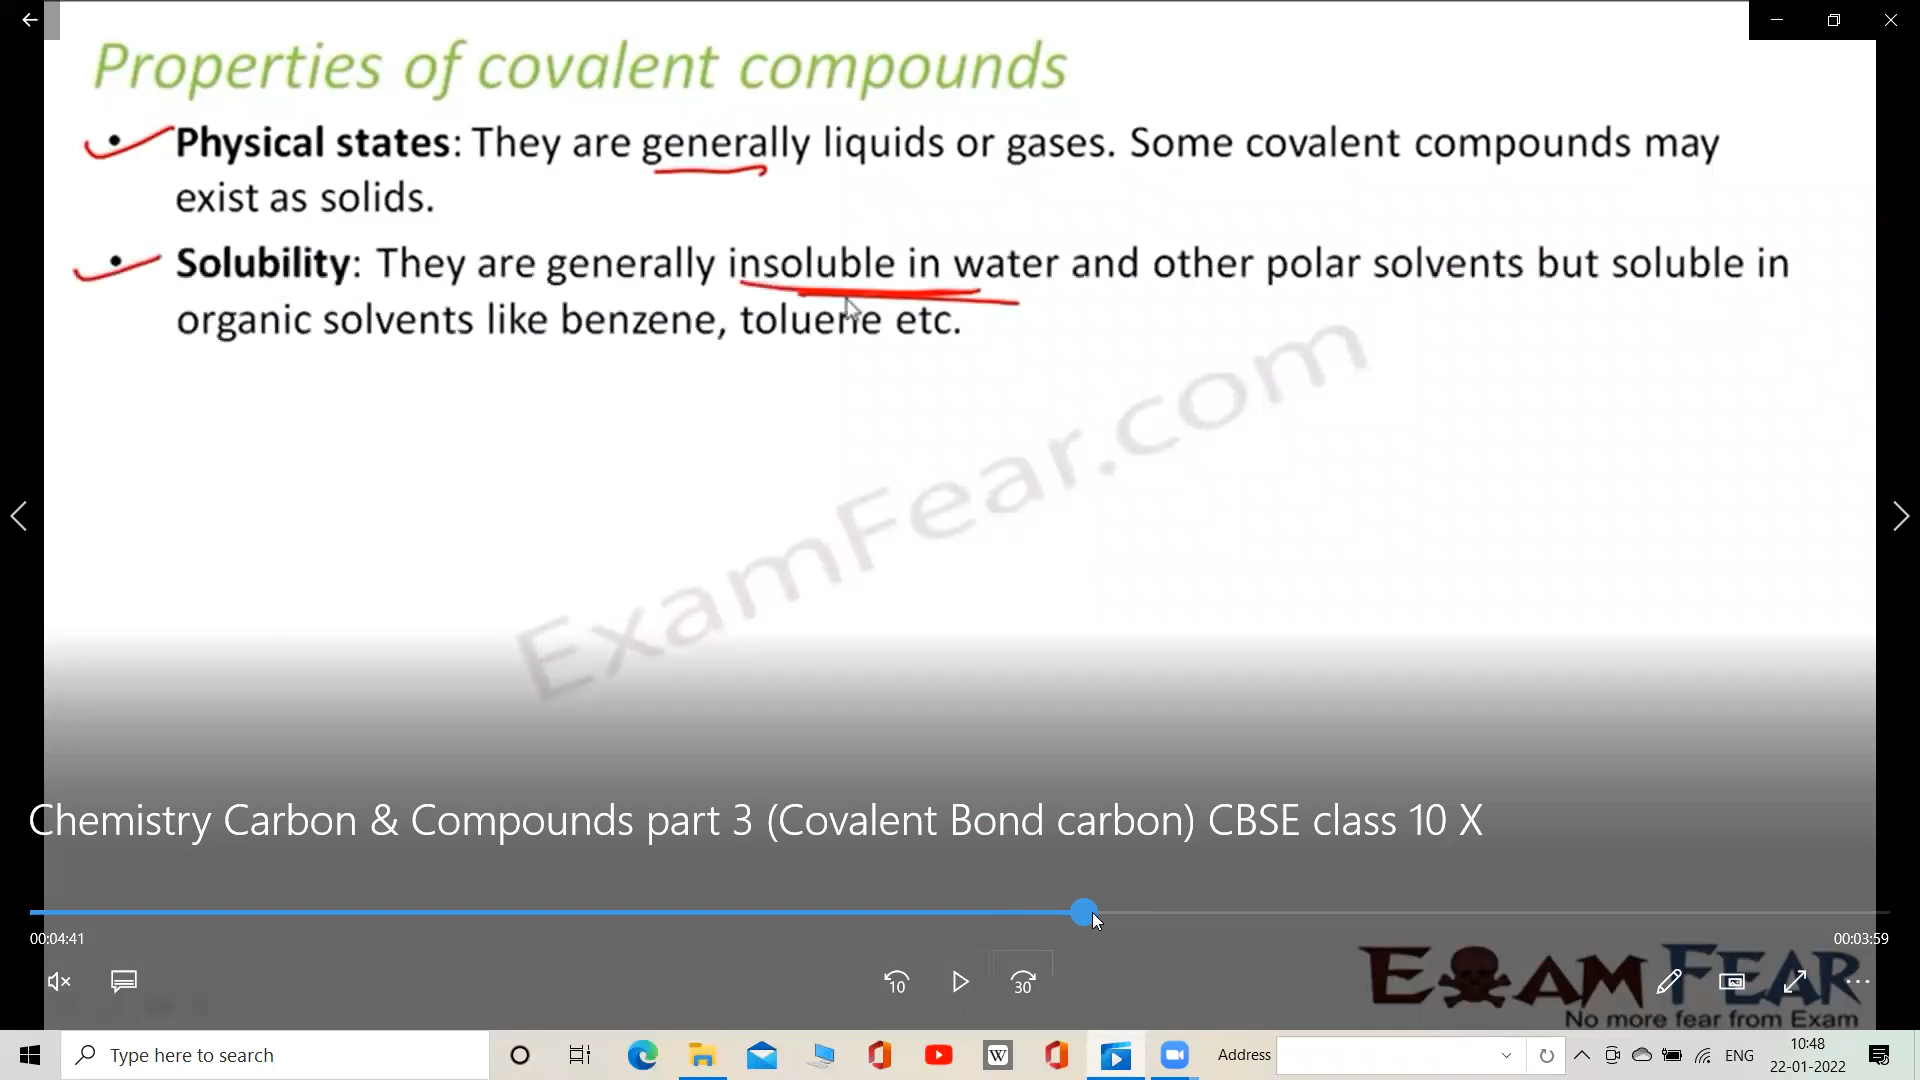 Properties of covalent compounds
• Physical states: They are generally liquids or gases. Some covalent compounds may
exist as solids.
• Solubility: They are generally insoluble in water and other polar solvents but soluble in
organic solvents like benzene, toluene etc.
ExamFear.com
Chemistry Carbon & Compounds part 3 (Covalent Bond carbon) CBSE class 10 X
00:04:41
00:03:59
10
30
EXAMFEAR
No more fear from Exam
Type here to search
W
Address
ENG
10:48
22-01-2022